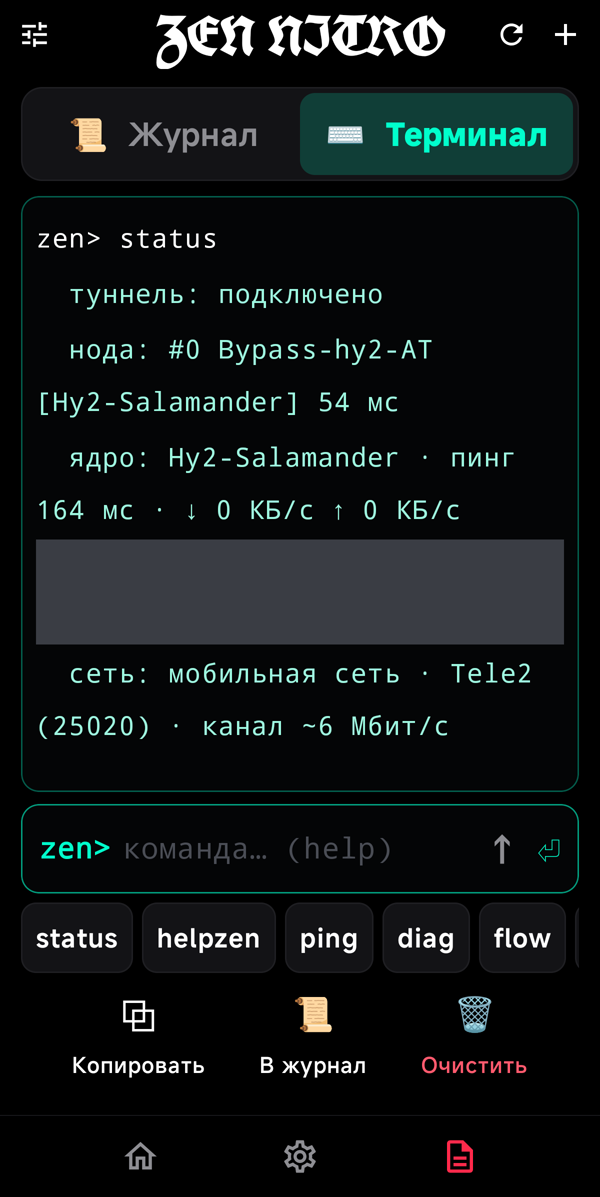 ZEN NITRO
Журнал
Терминал
zen> status
туннель: подключено
нода: #0 Bypass-hy2-AT
[Hy2-Salamander] 54 мс
ядро: Hy2-Salamander · пинг
164 мс · ↓ 0 КБ/с ↑ 0 КБ/с
сеть: мобильная сеть · Tele2
(25020) · канал ~6 Мбит/с
zen> команда… (help)
status
helpzen
ping
diag
flow
Копировать
В журнал
Очистить